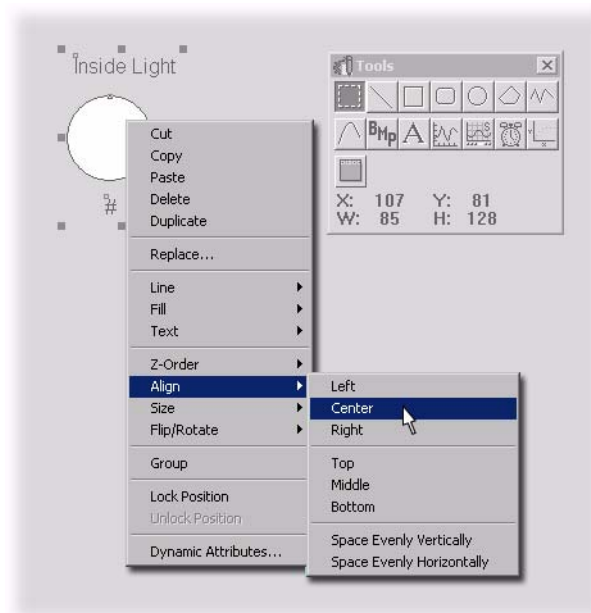 Inside Light
#
Tools
BMp A
X: 107 Y: 81
W: 85 H: 128
Cut
Copy
Paste
Delete
Duplicate
Replace...
Line
Fill
Text
Z-Order
Align
Size
Flip/Rotate
Group
Lock Position
Unlock Position
Dynamic Attributes...
Left
Center
Right
Top
Middle
Bottom
Space Evenly Vertically
Space Evenly Horizontally